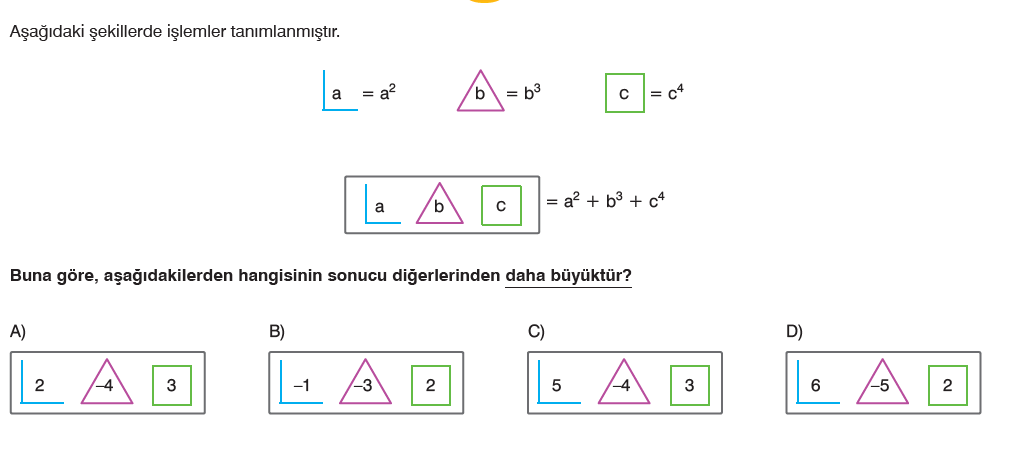 Aşağıdaki şekillerde işlemler tanımlanmıştır.
a = a² b = b³ c = c⁴
a b c = a² + b³ + c⁴
Buna göre, aşağıdakilerden hangisinin sonucu diğerlerinden daha büyüktür?
A) B) C) D)
2 –4 3 –1 –3 2 5 –4 3 6 –5 2